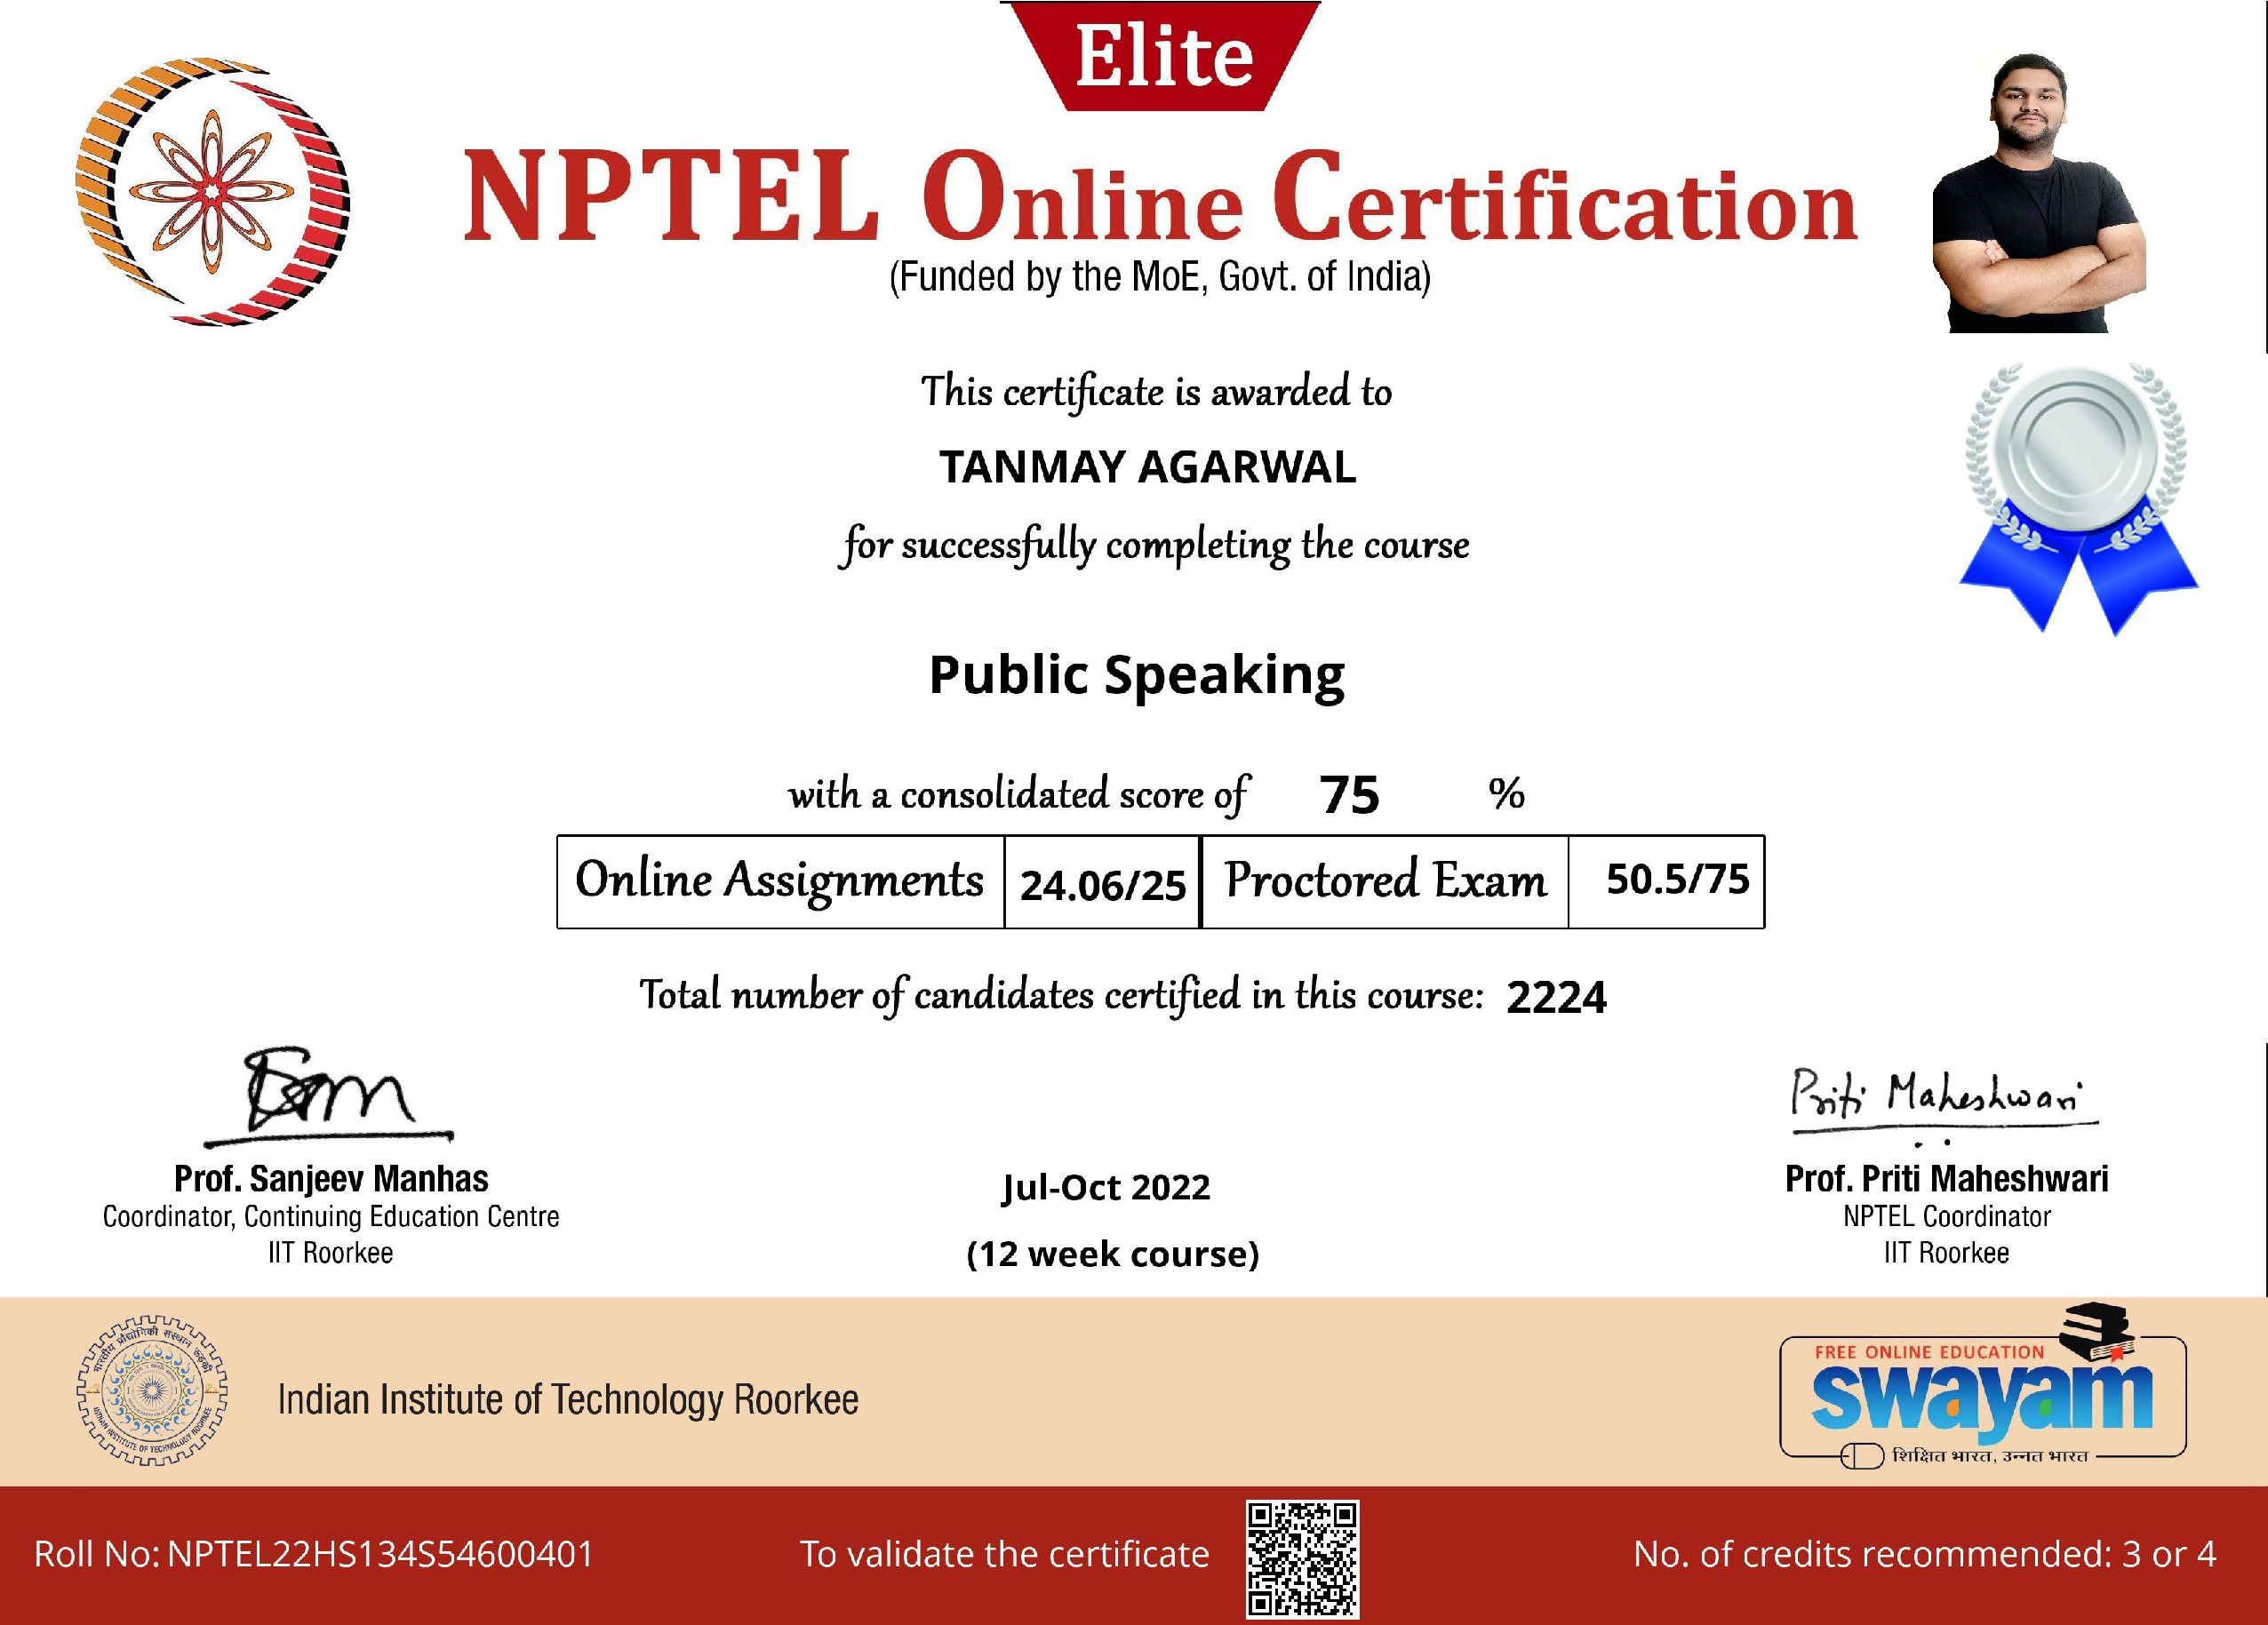 Elite
NPTEL Online Certification
(Funded by the MoE, Govt. of India)
This certificate is awarded to
TANMAY AGARWAL
for successfully completing the course
Public Speaking
with a consolidated score of 75 %
Online Assignments 24.06/25 Proctored Exam 50.5/75
Total number of candidates certified in this course: 2224
Priti Maheshwari
Prof. Sanjeev Manhas
Coordinator, Continuing Education Centre
IIT Roorkee
Jul-Oct 2022
(12 week course)
Prof. Priti Maheshwari
NPTEL Coordinator
IIT Roorkee
भारतीय प्रौद्योगिकी संस्थान रुड़की
INDIAN INSTITUTE OF TECHNOLOGY ROORKEE
Indian Institute of Technology Roorkee
FREE ONLINE EDUCATION
swayam
शिक्षित भारत, उन्नत भारत
Roll No: NPTEL22HS134S54600401
To validate the certificate
No. of credits recommended: 3 or 4